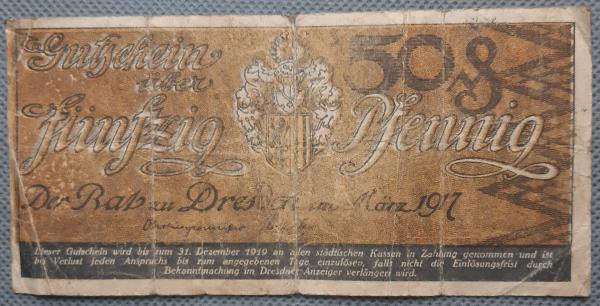 Gutschein
über
50 ₰
Fünfzig Pfennig
Der Rat zu Dresden im März 1917
Dieser Gutschein wird bis zum 31. Dezember 1919 an allen städtischen Kassen in Zahlung genommen und ist
bei Verlust jeden Anspruchs bis zum angegebenen Tage einzulösen, falls nicht die Einlösungsfrist durch
Bekanntmachung im Dresdner Anzeiger verlängert wird.